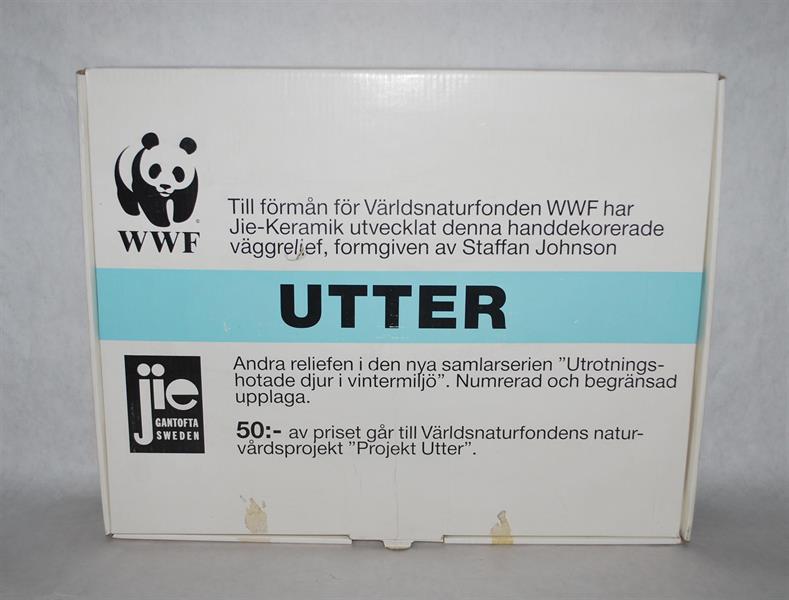 WWF
Till förmån för Världsnaturfonden WWF har
Jie-Keramik utvecklat denna handdekorerade
väggrelief, formgiven av Staffan Johnson
UTTER
jie
GANTOFTA
SWEDEN
Andra reliefen i den nya samlarserien ”Utrotnings-
hotade djur i vintermiljö”. Numrerad och begränsad
upplaga.
50:- av priset går till Världsnaturfondens natur-
vårdsprojekt ”Projekt Utter”.